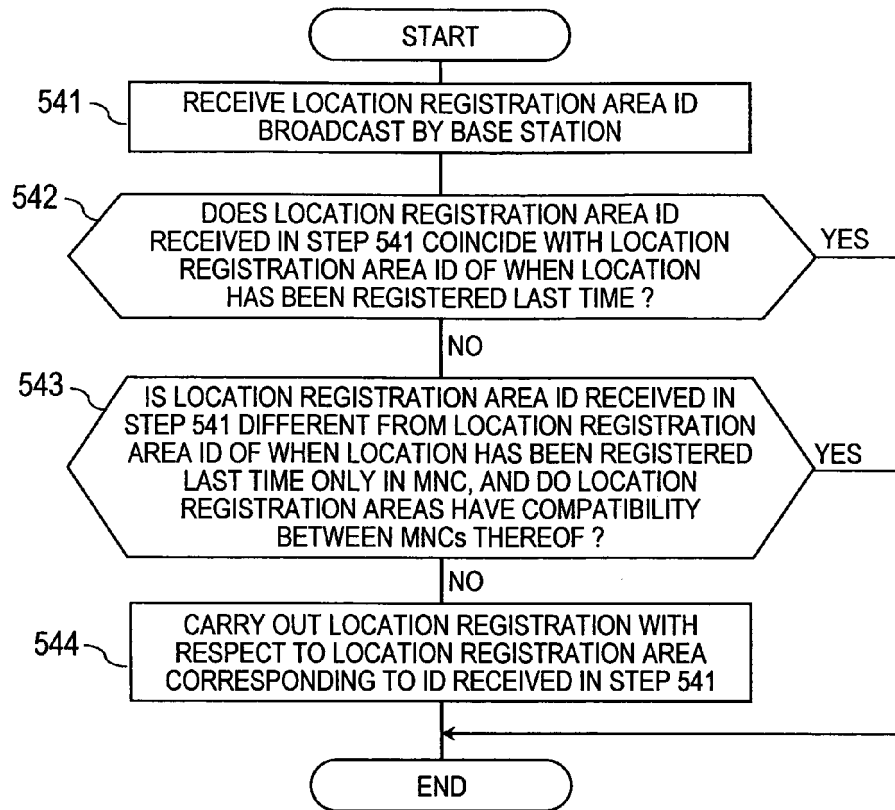 START
541
RECEIVE LOCATION REGISTRATION AREA ID
BROADCAST BY BASE STATION
542
DOES LOCATION REGISTRATION AREA ID
RECEIVED IN STEP 541 COINCIDE WITH LOCATION
REGISTRATION AREA ID OF WHEN LOCATION
HAS BEEN REGISTERED LAST TIME ?
YES
NO
543
IS LOCATION REGISTRATION AREA ID RECEIVED IN
STEP 541 DIFFERENT FROM LOCATION REGISTRATION
AREA ID OF WHEN LOCATION HAS BEEN REGISTERED
LAST TIME ONLY IN MNC, AND DO LOCATION
REGISTRATION AREAS HAVE COMPATIBILITY
BETWEEN MNCs THEREOF ?
YES
NO
544
CARRY OUT LOCATION REGISTRATION WITH
RESPECT TO LOCATION REGISTRATION AREA
CORRESPONDING TO ID RECEIVED IN STEP 541
END